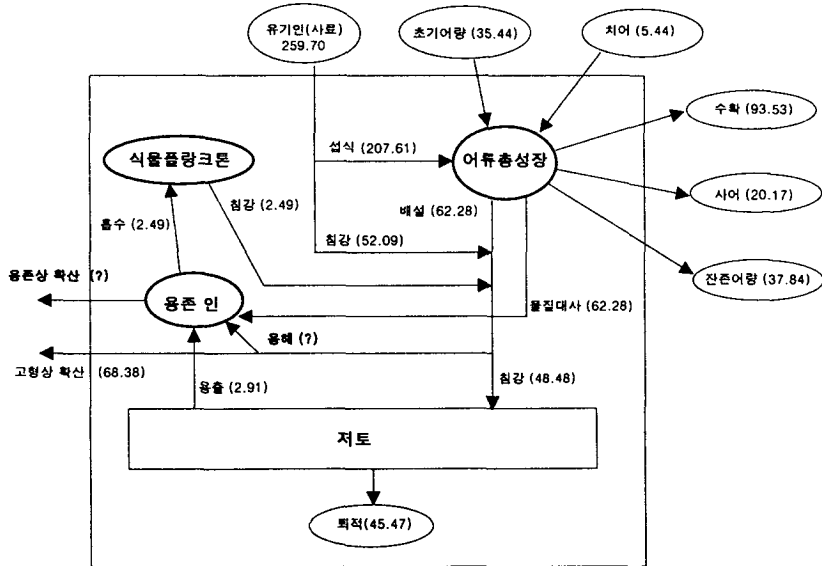 유기인(사료)
259.70
초기어량 (35.44)
치어 (5.44)
수확 (93.53)
식물플랑크톤
섭식 (207.61)
어류총성장
침강 (2.49)
배설 (62.28)
사어 (20.17)
흡수 (2.49)
침강 (52.09)
용존상 확산 (?)
용존 인
잔존어량 (37.84)
물질대사 (62.28)
용해 (?)
고형상 확산 (68.38)
용출 (2.91)
침강 (48.48)
저토
퇴적(45.47)